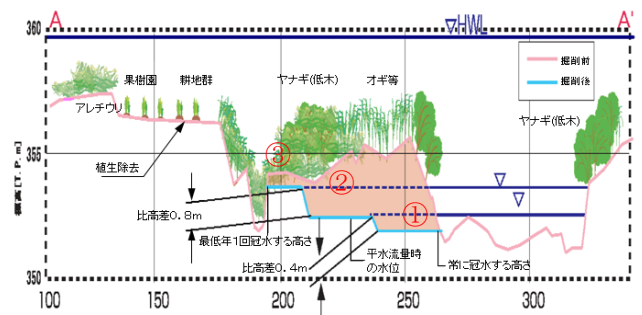 A
A'
360
HWL
掘削前
掘削後
果樹園
耕地群
ヤナギ(低木)
オギ等
アレチウリ
ヤナギ(低木)
355
③
植生除去
②
①
比高差0.8m
最低年1回冠水する高さ
平水流量時
の水位
常に冠水する高さ
比高差0.4m
350
標高[T.P.m]
100
150
200
250
300